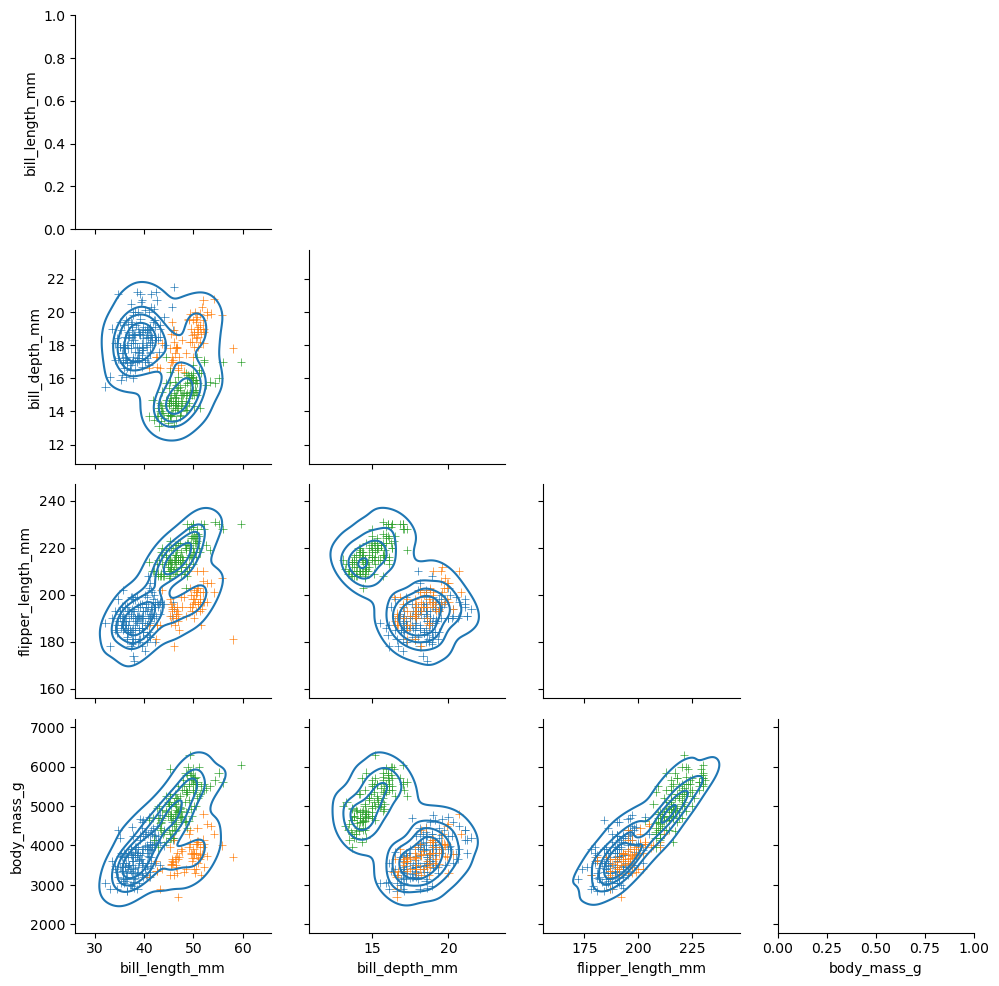 1.0
0.8
0.6
0.4
0.2
0.0
bill_length_mm
22
20
18
16
14
12
bill_depth_mm
240
220
200
180
160
flipper_length_mm
7000
6000
5000
4000
3000
2000
body_mass_g
30 40 50 60
bill_length_mm
15 20
bill_depth_mm
175 200 225
flipper_length_mm
0.00 0.25 0.50 0.75 1.00
body_mass_g